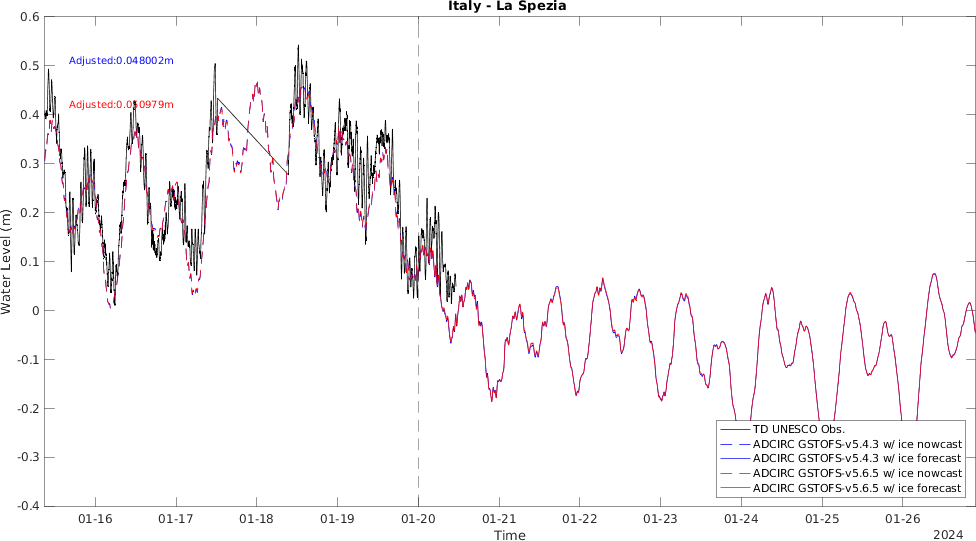 Italy - La Spezia
0.6
0.5
0.4
0.3
0.2
0.1
0
-0.1
-0.2
-0.3
-0.4
Water Level (m)
Adjusted:0.048002m
Adjusted:0.050979m
TD UNESCO Obs.
ADCIRC GSTOFS-v5.4.3 w/ ice nowcast
ADCIRC GSTOFS-v5.4.3 w/ ice forecast
ADCIRC GSTOFS-v5.6.5 w/ ice nowcast
ADCIRC GSTOFS-v5.6.5 w/ ice forecast
01-16 01-17 01-18 01-19 01-20 01-21 01-22 01-23 01-24 01-25 01-26
Time
2024